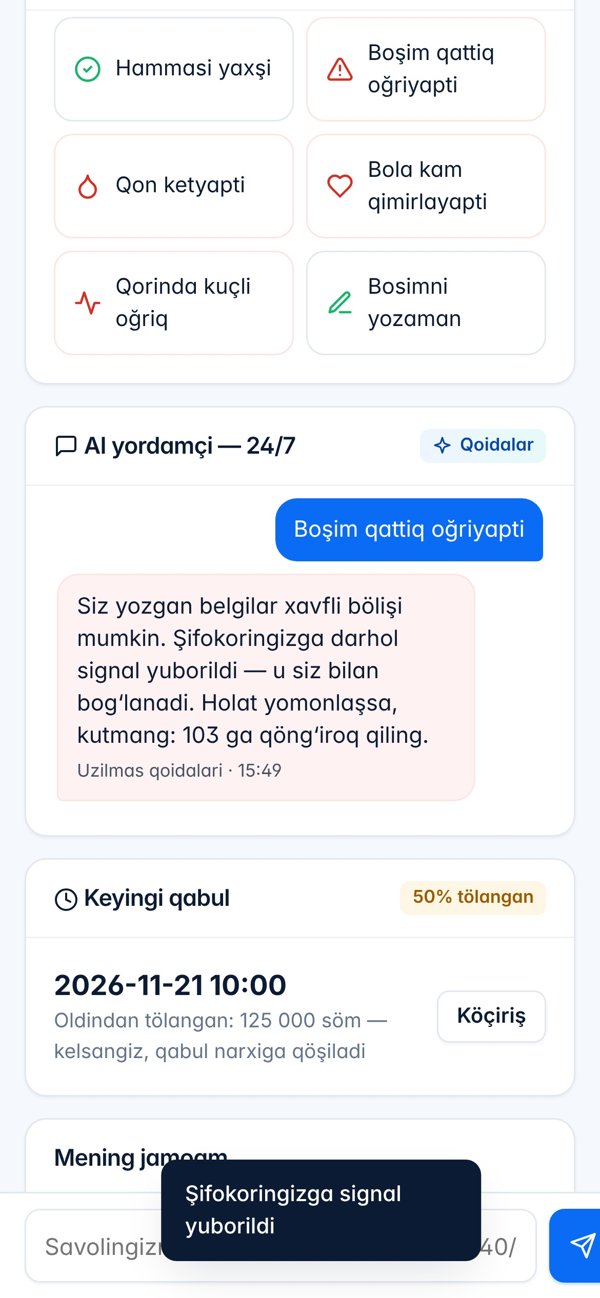 Hammasi yaxşi
Boşim qattiq
oğriyapti
Qon ketyapti
Bola kam
qimirlayapti
Qorinda kuçli
oğriq
Bosimni
yozaman
AI yordamçi — 24/7
Qoidalar
Boşim qattiq oğriyapti
Siz yozgan belgilar xavfli bölişi
mumkin. Şifokoringizga darhol
signal yuborildi — u siz bilan
bog‘lanadi. Holat yomonlaşsa,
kutmang: 103 ga qöng‘iroq qiling.
Uzilmas qoidalari · 15:49
Keyingi qabul
50% tölangan
2026-11-21 10:00
Oldindan tölangan: 125 000 söm —
kelsangiz, qabul narxiga qöşiladi
Köçiriş
Mening
Şifokoringizga signal
yuborildi
40/